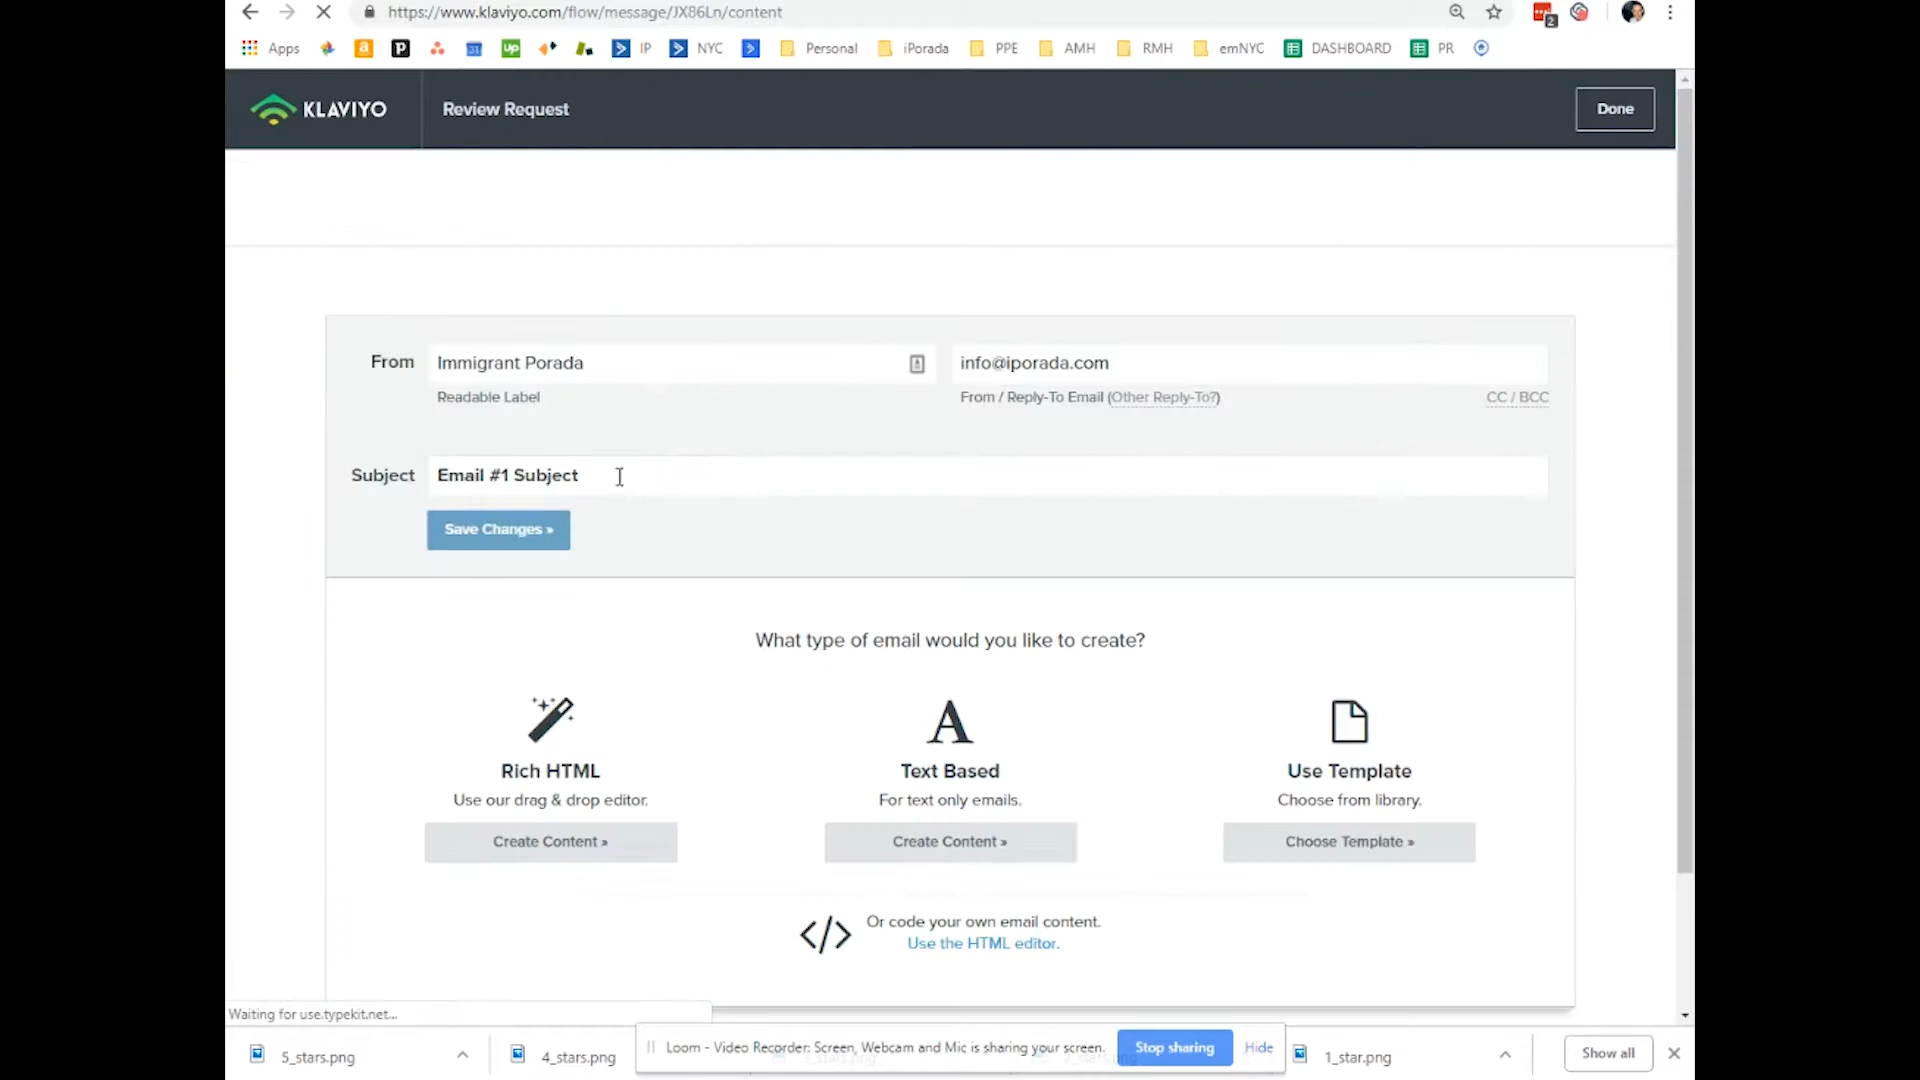 https://www.klaviyo.com/flow/message/JX86Ln/content
2
Apps
a
p
31
up
IP
NYC
Personal
iPorada
PPE
AMH
RMH
emNYC
DASHBOARD
PR
KLAVIYO
Review Request
Done
From
Immigrant Porada
info@iporada.com
Readable Label
From / Reply-To Email (Other Reply-To?)
CC / BCC
Subject
Email #1 Subject
Save Changes »
What type of email would you like to create?
A
Rich HTML
Text Based
Use Template
Use our drag & drop editor.
For text only emails.
Choose from library.
Create Content »
Create Content »
Choose Template »
</>
Or code your own email content.
Use the HTML editor.
Waiting for use.typekit.net...
5_stars.png
4_stars.png
Loom - Video Recorder: Screen, Webcam and Mic is sharing your screen.
Stop sharing
Hide
1_star.png
Show all